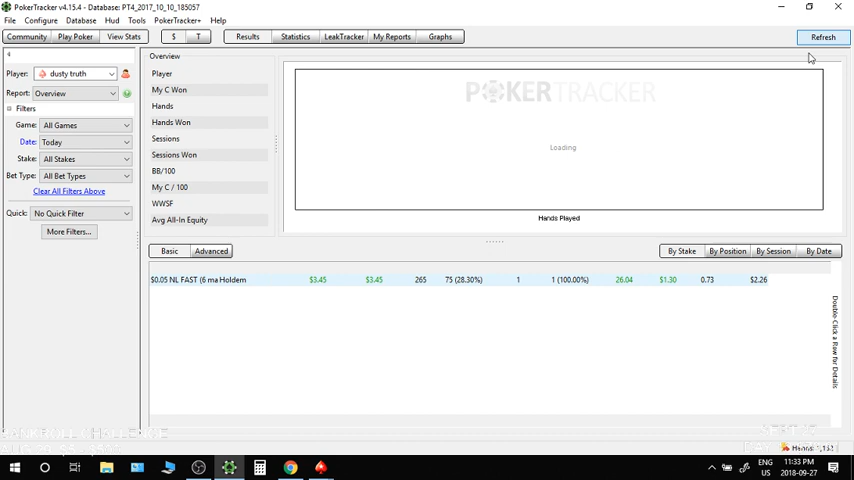 PokerTracker v4.15.4 - Database: PT4_2017_10_10_185057
File Configure Database Hud Tools PokerTracker+ Help
Community Play Poker View Stats $ T Results Statistics LeakTracker My Reports Graphs Refresh
Player: dusty truth
Report: Overview
Filters
Game: All Games
Date: Today
Stake: All Stakes
Bet Type: All Bet Types
Clear All Filters Above
Quick: No Quick Filter
More Filters...
Overview
Player
My C Won
Hands
Hands Won
Sessions
Sessions Won
BB/100
My C / 100
WWSF
Avg All-In Equity
POKERTRACKER
Loading
Hands Played
Basic Advanced By Stake By Position By Session By Date
$0.05 NL FAST (6 ma Holdem $3.45 $3.45 265 75 (28.30%) 1 1 (100.00%) 26.04 $1.30 0.73 $2.26
Double-Click a Row for Details
BANKROLL CHALLENGE
Hands:
ENG
US
11:33 PM
2018-09-27